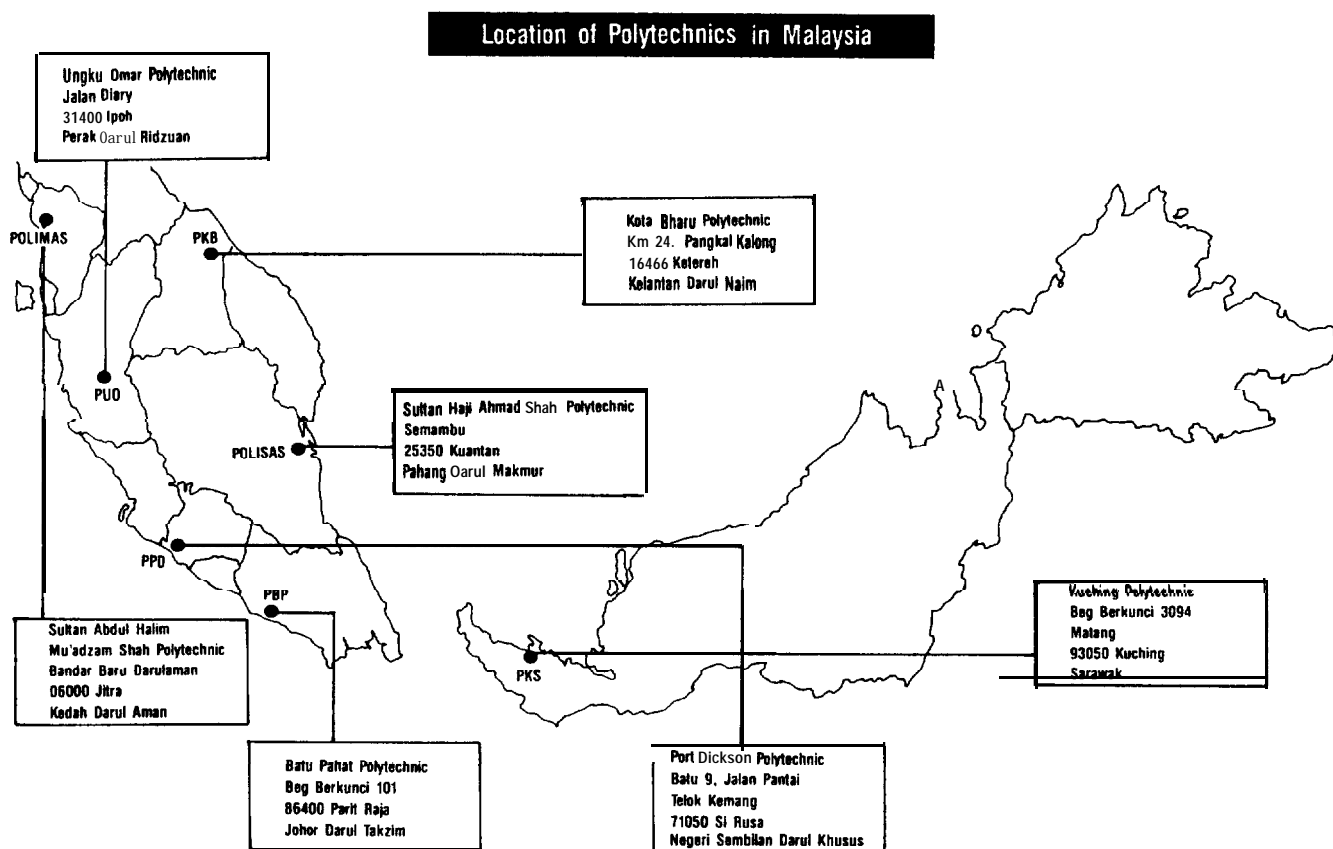 Location of Polytechnics in Malaysia
Ungku Omar Polytechnic
Jalan Diary
31400 Ipoh
Perak Oarul Ridzuan
POLIMAS
PKB
Kota Bharu Polytechnic
Km 24. Pangkal Kalong
16466 Ketereh
Kelantan Darul Naim
PUO
A
Sultan Haji Ahmad Shah Polytechnic
Semambu
25350 Kuantan
Pahang Oarul Makmur
POLISAS
PPD
PBP
PKS
Kuching Polytechnic
Beg Berkunci 3094
Matang
93050 Kuching
Sarawak
Sultan Abdul Halim
Mu'adzam Shah Polytechnic
Bandar Baru Darulaman
06000 Jitra
Kedah Darul Aman
Batu Pahat Polytechnic
Beg Berkunci 101
86400 Parit Raja
Johor Darul Takzim
Port Dickson Polytechnic
Batu 9, Jalan Pantai
Telok Kemang
71050 Si Rusa
Negeri Sembilan Darul Khusus